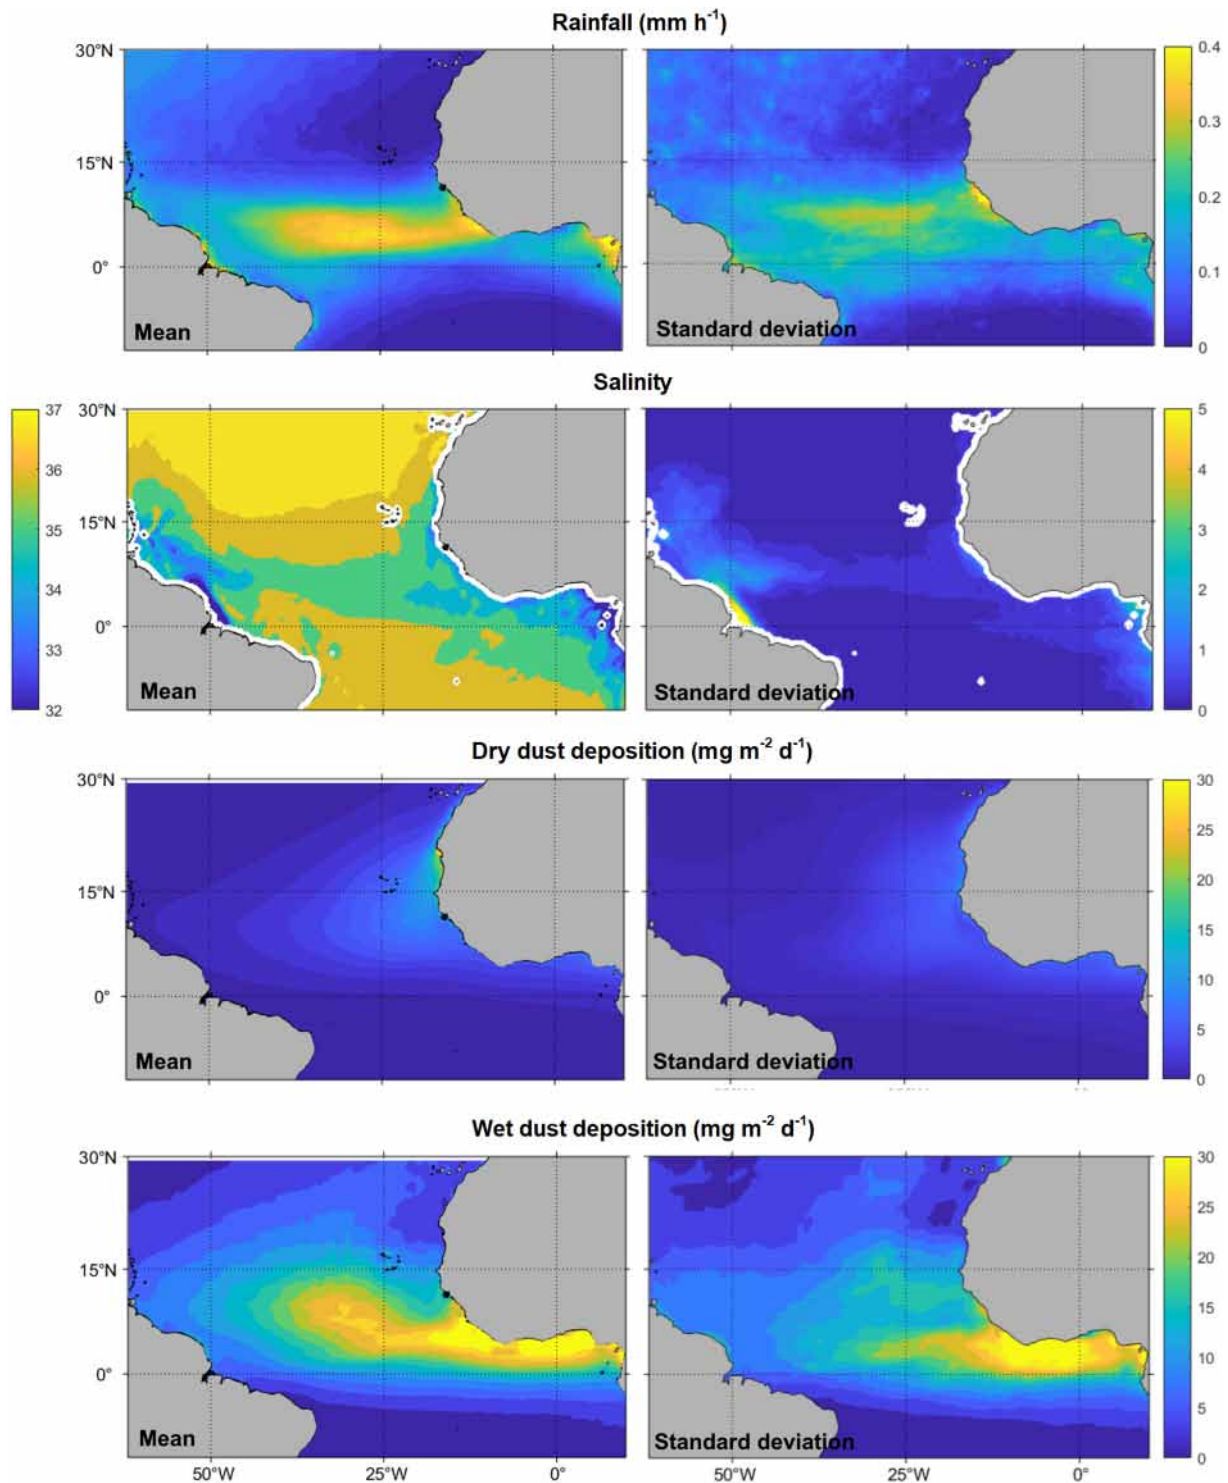 Rainfall (mm h⁻¹)
30°N
15°N
0°
Mean
Standard deviation
0.4
0.3
0.2
0.1
0
Salinity
37
36
35
34
33
32
30°N
15°N
0°
Mean
Standard deviation
5
4
3
2
1
0
Dry dust deposition (mg m⁻² d⁻¹)
30°N
15°N
0°
Mean
Standard deviation
30
25
20
15
10
5
0
Wet dust deposition (mg m⁻² d⁻¹)
30°N
15°N
0°
Mean
Standard deviation
30
25
20
15
10
5
0
50°W 25°W 0° 50°W 25°W 0°